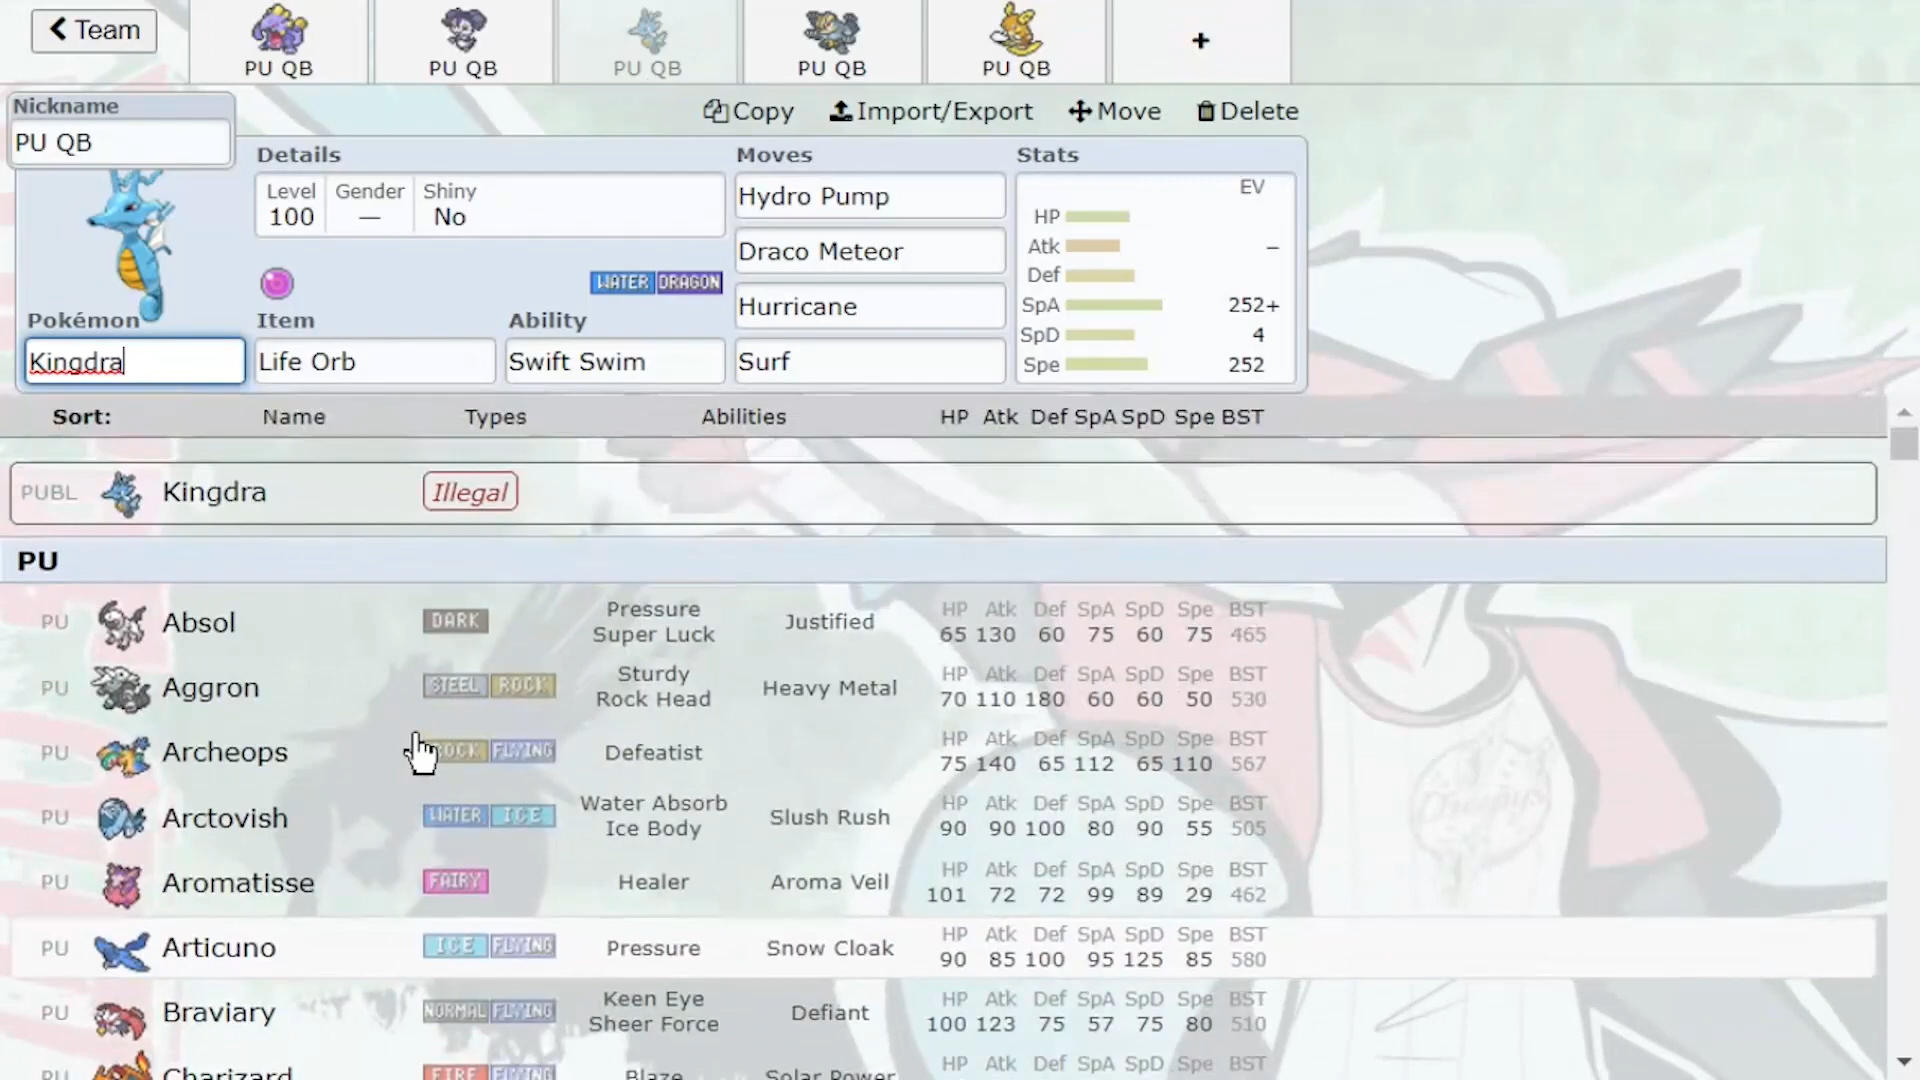 Team
PU QB
PU QB
PU QB
PU QB
PU QB
+
Nickname
PU QB
Copy
Import/Export
Move
Delete
Details
Moves
Stats
Level
Gender
Shiny
100
—
No
Hydro Pump
Draco Meteor
Hurricane
Surf
EV
HP
Atk –
Def
SpA 252+
SpD 4
Spe 252
WATER DRAGON
Pokémon
Item
Ability
Kingdra
Life Orb
Swift Swim
Sort: Name Types Abilities HP Atk Def SpA SpD Spe BST
PUBL Kingdra Illegal
PU
PU Absol DARK Pressure Super Luck Justified HP Atk Def SpA SpD Spe BST
65 130 60 75 60 75 465
PU Aggron STEEL ROCK Sturdy Rock Head Heavy Metal HP Atk Def SpA SpD Spe BST
70 110 180 60 60 50 530
PU Archeops ROCK FLYING Defeatist HP Atk Def SpA SpD Spe BST
75 140 65 112 65 110 567
PU Arctovish WATER ICE Water Absorb Ice Body Slush Rush HP Atk Def SpA SpD Spe BST
90 90 100 80 90 55 505
PU Aromatisse FAIRY Healer Aroma Veil HP Atk Def SpA SpD Spe BST
101 72 72 99 89 29 462
PU Articuno ICE FLYING Pressure Snow Cloak HP Atk Def SpA SpD Spe BST
90 85 100 95 125 85 580
PU Braviary NORMAL FLYING Keen Eye Sheer Force Defiant HP Atk Def SpA SpD Spe BST
100 123 75 57 75 80 510
PU Charizard FIRE FLYING Blaze Solar Power HP Atk Def SpA SpD Spe BST